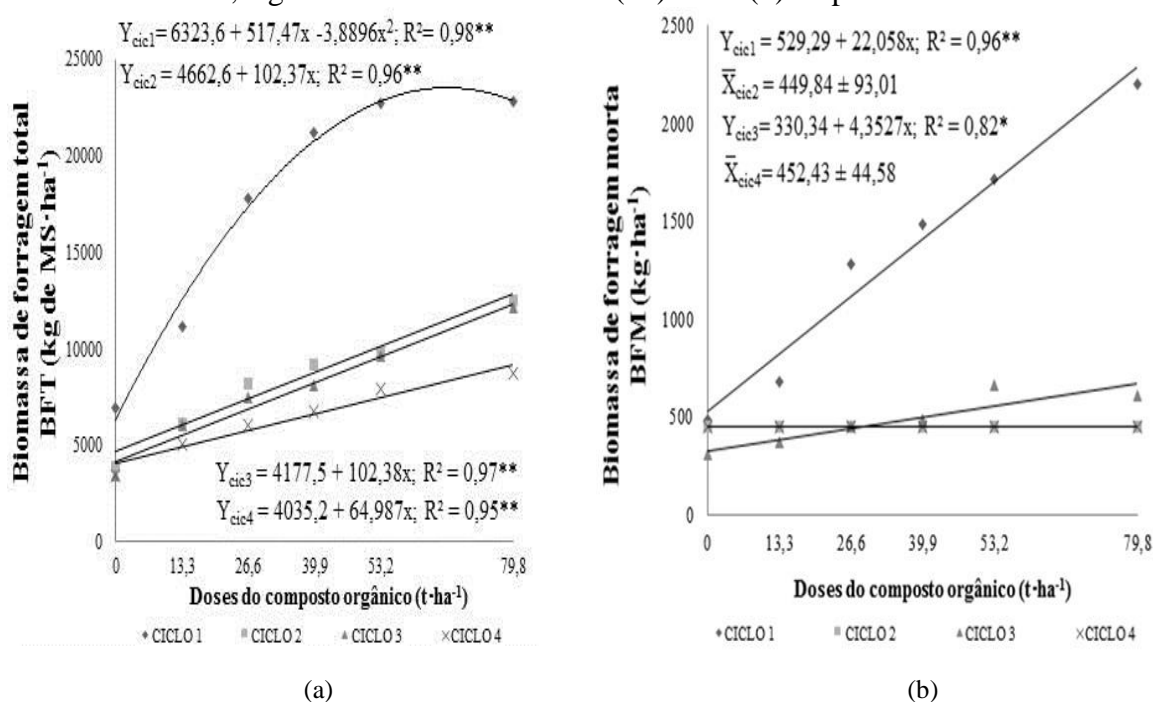 Y_cic1= 6323,6 + 517,47x -3,8896x²; R²= 0,98**
Y_cic2= 4662,6 + 102,37x; R² = 0,96**
25000
20000
15000
10000
5000
0
Biomassa de forragem total
BFT (kg de MS·ha⁻¹)
Y_cic3 = 4177,5 + 102,38x; R² = 0,97**
Y_cic4 = 4035,2 + 64,987x; R² = 0,95**
0 13,3 26,6 39,9 53,2 79,8
Doses do composto orgânico (t·ha⁻¹)
CICLO 1 CICLO 2 CICLO 3 CICLO 4
(a)
Y_cic1 = 529,29 + 22,058x; R² = 0,96**
X̅_cic2 = 449,84 ± 93,01
Y_cic3 = 330,34 + 4,3527x; R² = 0,82*
X̅_cic4 = 452,43 ± 44,58
2500
2000
1500
1000
500
0
Biomassa de forragem morta
BFM (kg·ha⁻¹)
0 13,3 26,6 39,9 53,2 79,8
Doses do composto orgânico (t·ha⁻¹)
CICLO 1 CICLO 2 CICLO 3 CICLO 4
(b)